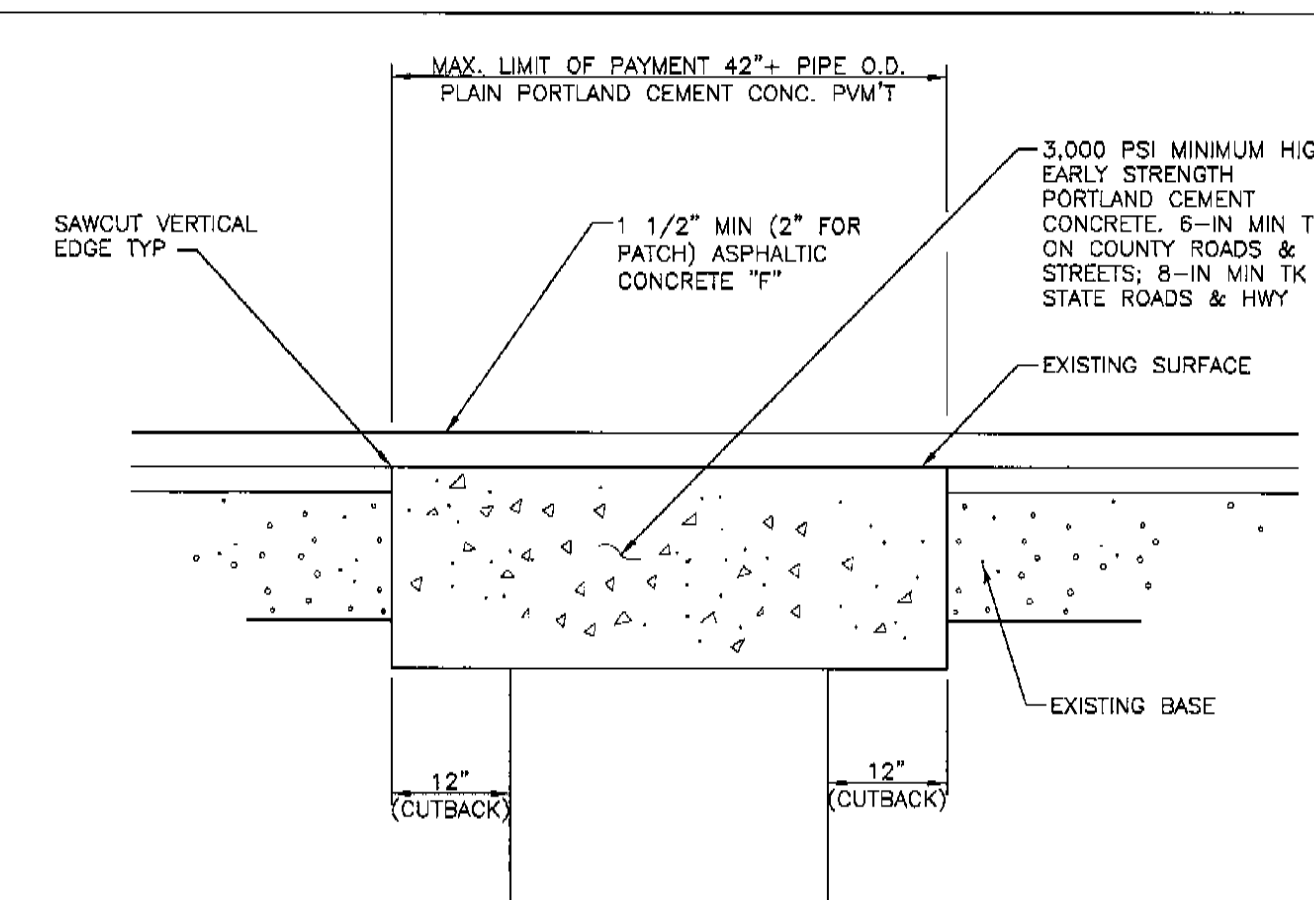 MAX. LIMIT OF PAYMENT 42"+ PIPE O.D.
PLAIN PORTLAND CEMENT CONC. PVM'T
3,000 PSI MINIMUM
EARLY STRENGTH
PORTLAND CEMENT
CONCRETE. 6-IN MIN
ON COUNTY ROADS &
STREETS; 8-IN MIN TK
STATE ROADS & HWY
SAWCUT VERTICAL
EDGE TYP
1 1/2" MIN (2" FOR
PATCH) ASPHALTIC
CONCRETE "F"
EXISTING SURFACE
EXISTING BASE
12"
(CUTBACK)
12"
(CUTBACK)